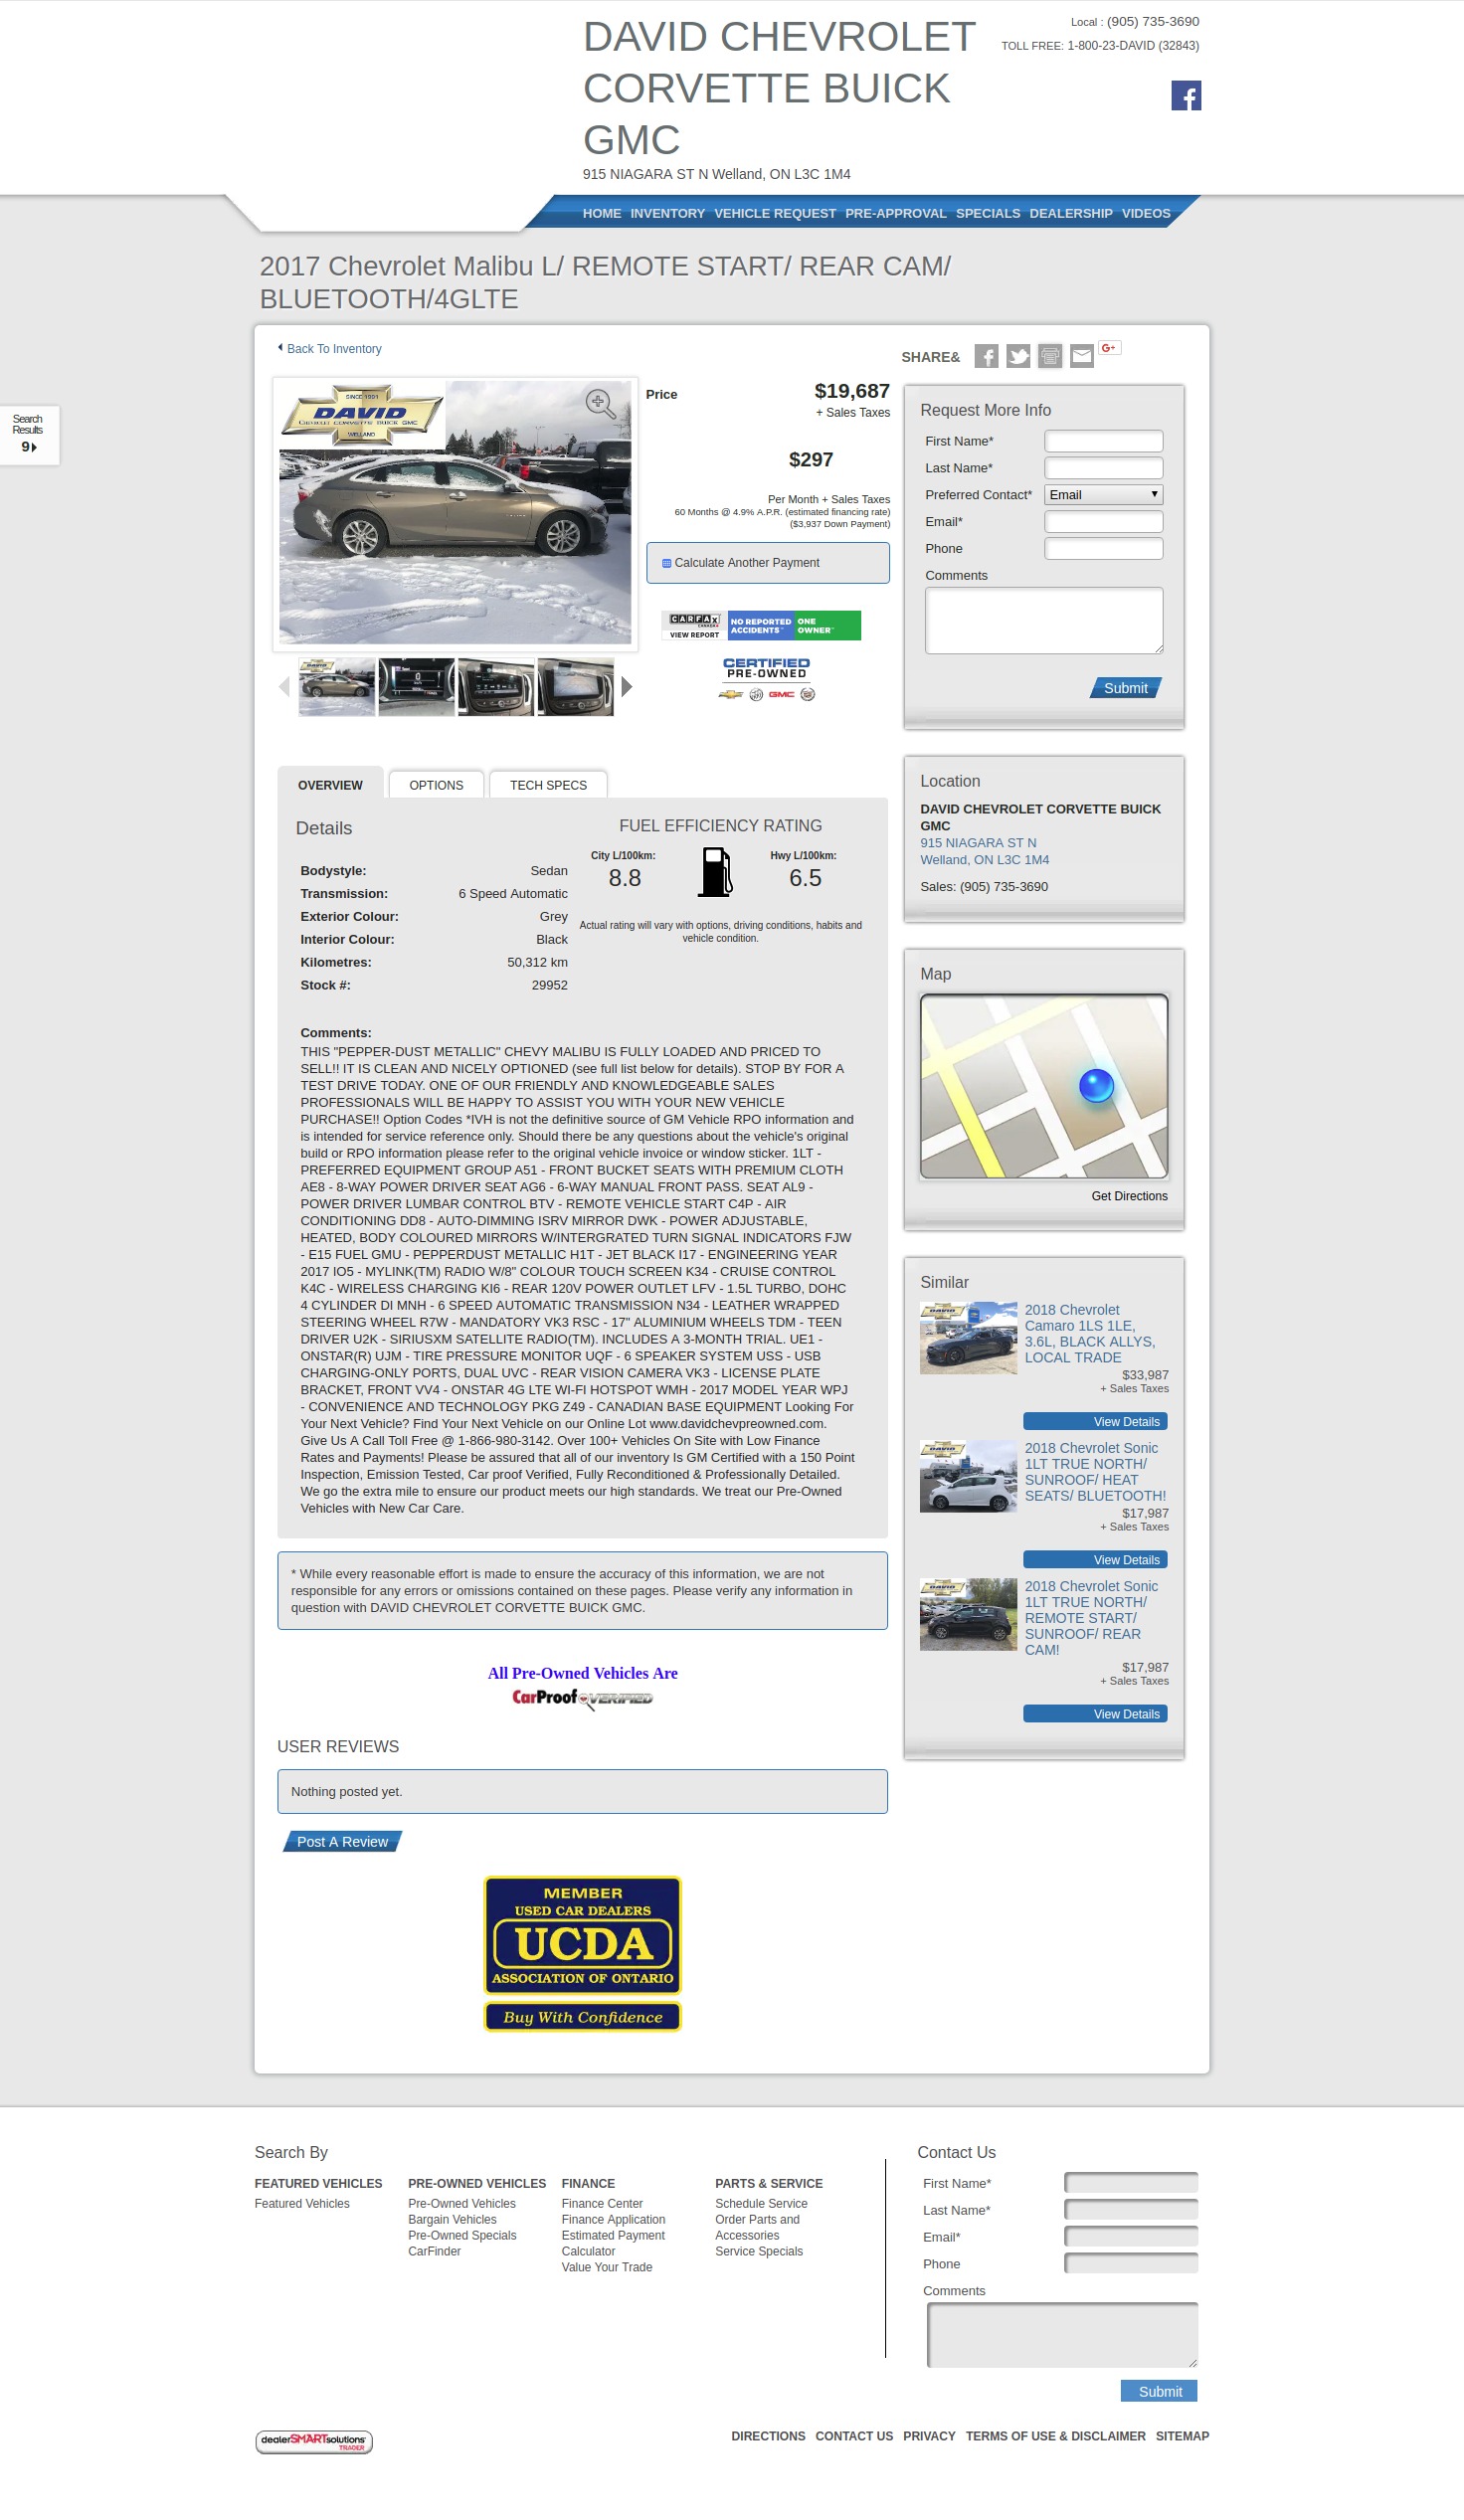 DAVID CHEVROLET
CORVETTE BUICK
GMC
915 NIAGARA ST N Welland, ON L3C 1M4
Local : (905) 735-3690
TOLL FREE: 1-800-23-DAVID (32843)
HOME INVENTORY VEHICLE REQUEST PRE-APPROVAL SPECIALS DEALERSHIP VIDEOS
2017 Chevrolet Malibu L/ REMOTE START/ REAR CAM/
BLUETOOTH/4GLTE
Search
Results
9
Back To Inventory
SHARE&
G+
SINCE 1991
DAVID
CHEVROLET CORVETTE BUICK GMC
WELLAND
Price
$19,687
+ Sales Taxes
$297
Per Month + Sales Taxes
60 Months @ 4.9% A.P.R. (estimated financing rate)
($3,937 Down Payment)
Calculate Another Payment
CARFAX
CANADA
VIEW REPORT
NO REPORTED
ACCIDENTS
ONE
OWNER
CERTIFIED
PRE-OWNED
GMC
Request More Info
First Name*
Last Name*
Preferred Contact*
Email
Email*
Phone
Comments
Submit
OVERVIEW
OPTIONS
TECH SPECS
Details
Bodystyle: Sedan
Transmission: 6 Speed Automatic
Exterior Colour: Grey
Interior Colour: Black
Kilometres: 50,312 km
Stock #: 29952
FUEL EFFICIENCY RATING
City L/100km:
8.8
Hwy L/100km:
6.5
Actual rating will vary with options, driving conditions, habits and
vehicle condition.
Comments:
THIS "PEPPER-DUST METALLIC" CHEVY MALIBU IS FULLY LOADED AND PRICED TO
SELL!! IT IS CLEAN AND NICELY OPTIONED (see full list below for details). STOP BY FOR A
TEST DRIVE TODAY. ONE OF OUR FRIENDLY AND KNOWLEDGEABLE SALES
PROFESSIONALS WILL BE HAPPY TO ASSIST YOU WITH YOUR NEW VEHICLE
PURCHASE!! Option Codes *IVH is not the definitive source of GM Vehicle RPO information and
is intended for service reference only. Should there be any questions about the vehicle's original
build or RPO information please refer to the original vehicle invoice or window sticker. 1LT -
PREFERRED EQUIPMENT GROUP A51 - FRONT BUCKET SEATS WITH PREMIUM CLOTH
AE8 - 8-WAY POWER DRIVER SEAT AG6 - 6-WAY MANUAL FRONT PASS. SEAT AL9 -
POWER DRIVER LUMBAR CONTROL BTV - REMOTE VEHICLE START C4P - AIR
CONDITIONING DD8 - AUTO-DIMMING ISRV MIRROR DWK - POWER ADJUSTABLE,
HEATED, BODY COLOURED MIRRORS W/INTERGRATED TURN SIGNAL INDICATORS FJW
- E15 FUEL GMU - PEPPERDUST METALLIC H1T - JET BLACK I17 - ENGINEERING YEAR
2017 IO5 - MYLINK(TM) RADIO W/8" COLOUR TOUCH SCREEN K34 - CRUISE CONTROL
K4C - WIRELESS CHARGING KI6 - REAR 120V POWER OUTLET LFV - 1.5L TURBO, DOHC
4 CYLINDER DI MNH - 6 SPEED AUTOMATIC TRANSMISSION N34 - LEATHER WRAPPED
STEERING WHEEL R7W - MANDATORY VK3 RSC - 17" ALUMINIUM WHEELS TDM - TEEN
DRIVER U2K - SIRIUSXM SATELLITE RADIO(TM). INCLUDES A 3-MONTH TRIAL. UE1 -
ONSTAR(R) UJM - TIRE PRESSURE MONITOR UQF - 6 SPEAKER SYSTEM USS - USB
CHARGING-ONLY PORTS, DUAL UVC - REAR VISION CAMERA VK3 - LICENSE PLATE
BRACKET, FRONT VV4 - ONSTAR 4G LTE WI-FI HOTSPOT WMH - 2017 MODEL YEAR WPJ
- CONVENIENCE AND TECHNOLOGY PKG Z49 - CANADIAN BASE EQUIPMENT Looking For
Your Next Vehicle? Find Your Next Vehicle on our Online Lot www.davidchevpreowned.com.
Give Us A Call Toll Free @ 1-866-980-3142. Over 100+ Vehicles On Site with Low Finance
Rates and Payments! Please be assured that all of our inventory Is GM Certified with a 150 Point
Inspection, Emission Tested, Car proof Verified, Fully Reconditioned & Professionally Detailed.
We go the extra mile to ensure our product meets our high standards. We treat our Pre-Owned
Vehicles with New Car Care.
* While every reasonable effort is made to ensure the accuracy of this information, we are not
responsible for any errors or omissions contained on these pages. Please verify any information in
question with DAVID CHEVROLET CORVETTE BUICK GMC.
All Pre-Owned Vehicles Are
CarProof VERIFIED
USER REVIEWS
Nothing posted yet.
Post A Review
MEMBER
USED CAR DEALERS
UCDA
ASSOCIATION OF ONTARIO
Buy With Confidence
Location
DAVID CHEVROLET CORVETTE BUICK
GMC
915 NIAGARA ST N
Welland, ON L3C 1M4
Sales: (905) 735-3690
Map
Get Directions
Similar
DAVID
2018 Chevrolet
Camaro 1LS 1LE,
3.6L, BLACK ALLYS,
LOCAL TRADE
$33,987
+ Sales Taxes
View Details
DAVID
2018 Chevrolet Sonic
1LT TRUE NORTH/
SUNROOF/ HEAT
SEATS/ BLUETOOTH!
$17,987
+ Sales Taxes
View Details
DAVID
2018 Chevrolet Sonic
1LT TRUE NORTH/
REMOTE START/
SUNROOF/ REAR
CAM!
$17,987
+ Sales Taxes
View Details
Search By
FEATURED VEHICLES
Featured Vehicles
PRE-OWNED VEHICLES
Pre-Owned Vehicles
Bargain Vehicles
Pre-Owned Specials
CarFinder
FINANCE
Finance Center
Finance Application
Estimated Payment
Calculator
Value Your Trade
PARTS & SERVICE
Schedule Service
Order Parts and
Accessories
Service Specials
Contact Us
First Name*
Last Name*
Email*
Phone
Comments
Submit
dealerSMARTsolutions
TRADER
DIRECTIONS CONTACT US PRIVACY TERMS OF USE & DISCLAIMER SITEMAP